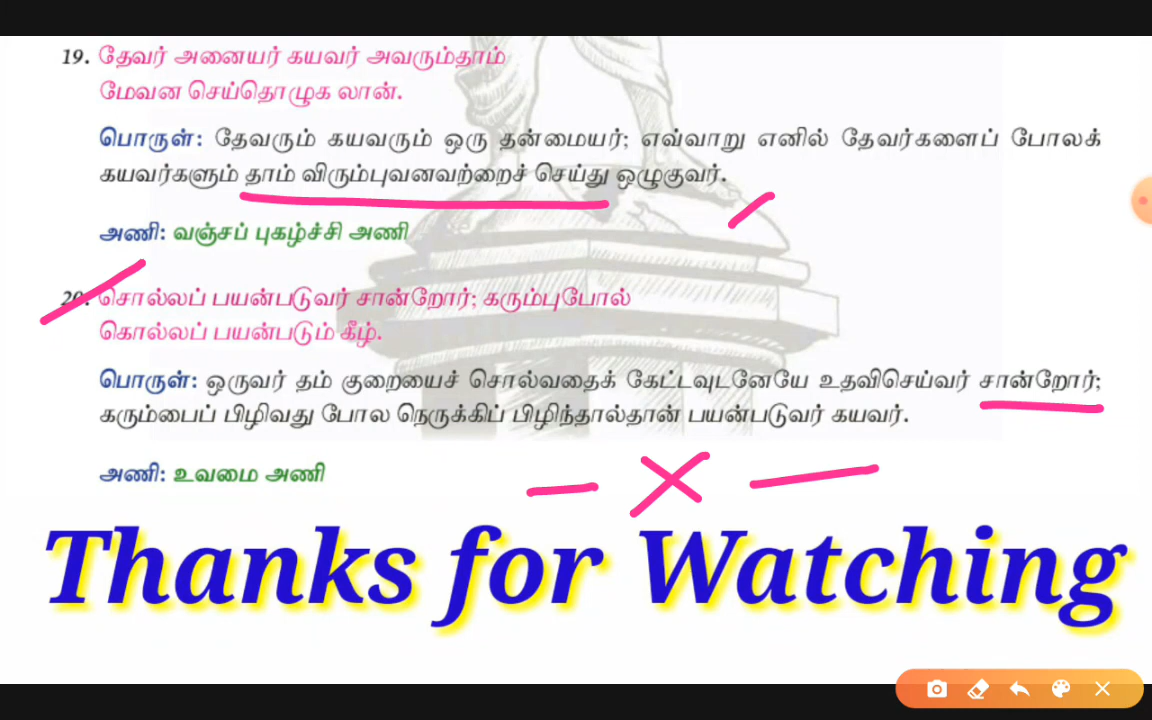 19. தேவர் அனையர் கயவர் அவரும்தாம்
மேவன செய்தொழுக லான்.
பொருள்: தேவரும் கயவரும் ஒரு தன்மையர்; எவ்வாறு எனில் தேவர்களைப் போலக்
கயவர்களும் தாம் விரும்புவனவற்றைச் செய்து ஒழுகுவர்.
அணி: வஞ்சப் புகழ்ச்சி அணி
20. சொல்லப் பயன்படுவர் சான்றோர்; கரும்புபோல்
கொல்லப் பயன்படும் கீழ்.
பொருள்: ஒருவர் தம் குறையைச் சொல்வதைக் கேட்டவுடனேயே உதவிசெய்வர் சான்றோர்;
கரும்பைப் பிழிவது போல நெருக்கிப் பிழிந்தால்தான் பயன்படுவர் கயவர்.
அணி: உவமை அணி
Thanks for Watching